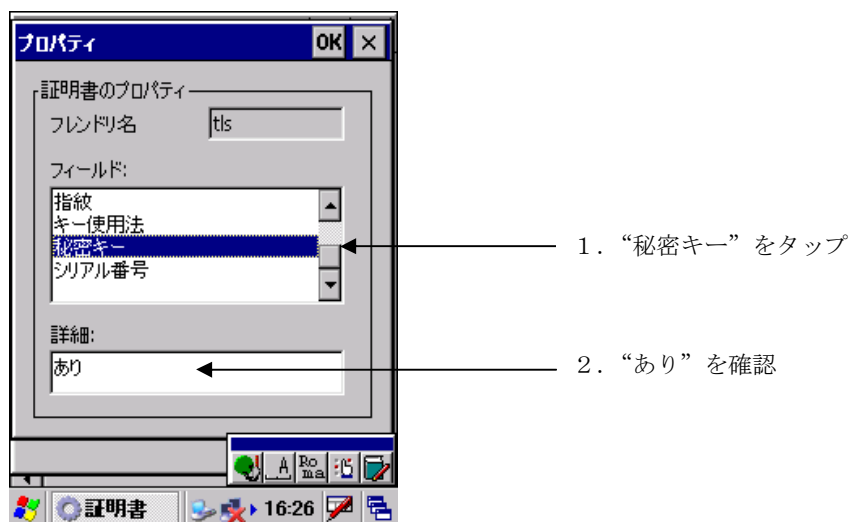 プロパティ OK ×
証明書のプロパティ
フレンドリ名 tls
フィールド:
指紋
キー使用法
秘密キー
シリアル番号
詳細:
あり
１．“秘密キー”をタップ
２．“あり”を確認
A Ro ma
証明書 16:26